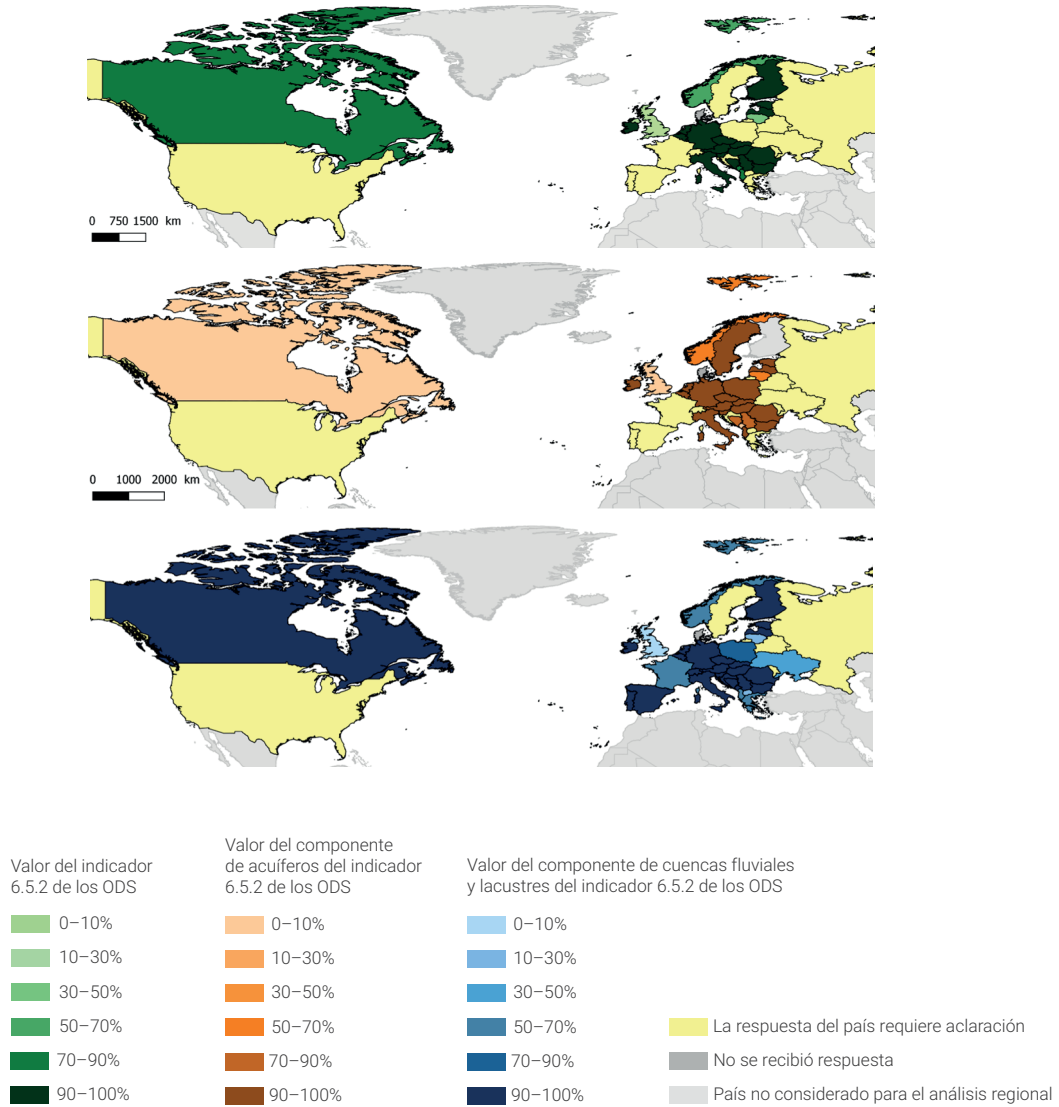 0 750 1500 km
0 1000 2000 km
Valor del indicador
6.5.2 de los ODS
0–10%
10–30%
30–50%
50–70%
70–90%
90–100%
Valor del componente
de acuíferos del indicador
6.5.2 de los ODS
0–10%
10–30%
30–50%
50–70%
70–90%
90–100%
Valor del componente de cuencas fluviales
y lacustres del indicador 6.5.2 de los ODS
0–10%
10–30%
30–50%
50–70%
70–90%
90–100%
La respuesta del país requiere aclaración
No se recibió respuesta
País no considerado para el análisis regional